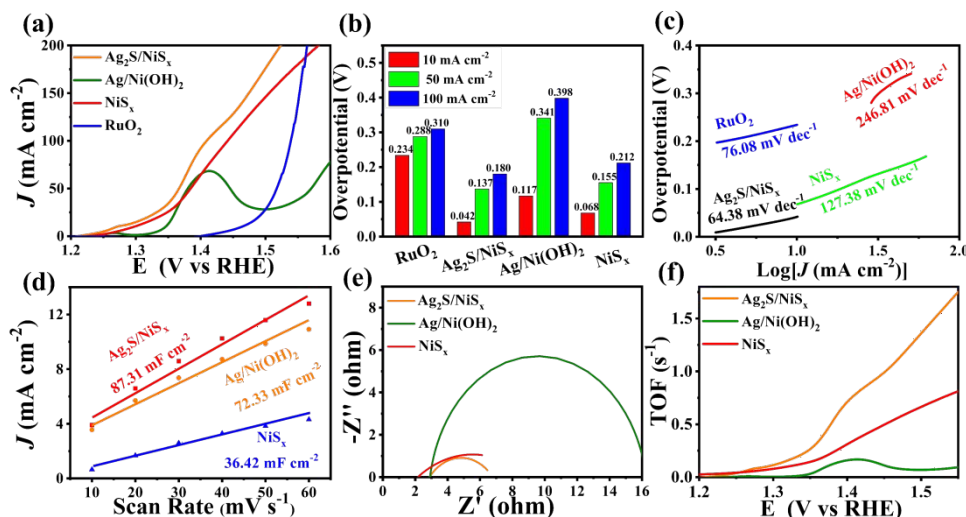 (a)
200
150
100
50
0
J (mA cm⁻²)
Ag₂S/NiSₓ
Ag/Ni(OH)₂
NiSₓ
RuO₂
1.2
1.3
1.4
1.5
1.6
E (V vs RHE)
(b)
0.5
0.4
0.3
0.2
0.1
0.0
Overpotential (V)
10 mA cm⁻²
50 mA cm⁻²
100 mA cm⁻²
0.234
0.288
0.310
0.042
0.137
0.180
0.117
0.341
0.398
0.068
0.155
0.212
RuO₂
Ag₂S/NiSₓ
Ag/Ni(OH)₂
NiSₓ
(c)
0.4
0.3
0.2
0.1
0.0
Overpotential (V)
Ag/Ni(OH)₂
246.81 mV dec⁻¹
RuO₂
76.08 mV dec⁻¹
NiSₓ
127.38 mV dec⁻¹
Ag₂S/NiSₓ
64.38 mV dec⁻¹
0.5
1.0
1.5
2.0
Log[J (mA cm⁻²)]
(d)
12
8
4
0
J (mA cm⁻²)
Ag₂S/NiSₓ
87.31 mF cm⁻²
Ag/Ni(OH)₂
72.33 mF cm⁻²
NiSₓ
36.42 mF cm⁻²
10
20
30
40
50
60
Scan Rate (mV s⁻¹)
(e)
-8
-6
-4
-2
0
-Z'' (ohm)
Ag₂S/NiSₓ
Ag/Ni(OH)₂
NiSₓ
0
2
4
6
8
10
12
14
16
Z' (ohm)
(f)
1.5
1.0
0.5
0.0
TOF (s⁻¹)
Ag₂S/NiSₓ
Ag/Ni(OH)₂
NiSₓ
1.2
1.3
1.4
1.5
E (V vs RHE)